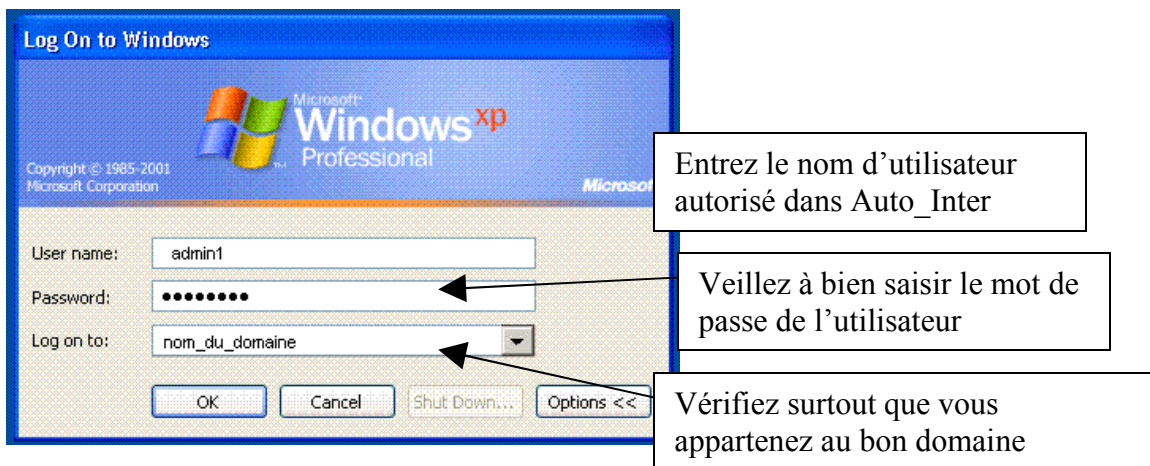 Log On to Windows
Microsoft
Windows xp
Professional
Copyright © 1985-2001
Microsoft Corporation
Entrez le nom d’utilisateur
autorisé dans Auto_Inter
User name:
admin1
Password:
••••••••
Veillez à bien saisir le mot de
passe de l’utilisateur
Log on to:
nom_du_domaine
OK
Cancel
Shut Down...
Options <<
Vérifiez surtout que vous
appartenez au bon domaine